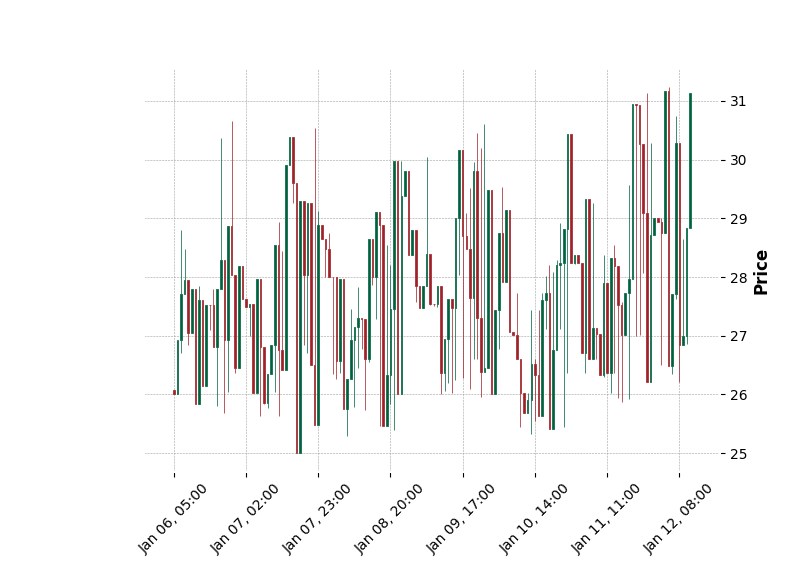 31
30
29
28
27
26
25
Price
Jan 06, 05:00
Jan 07, 02:00
Jan 07, 23:00
Jan 08, 20:00
Jan 09, 17:00
Jan 10, 14:00
Jan 11, 11:00
Jan 12, 08:00